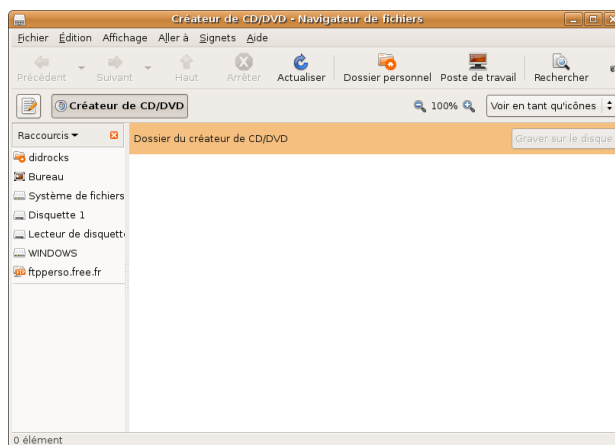 Créateur de CD/DVD - Navigateur de fichiers
Fichier Édition Affichage Aller à Signets Aide
Précédent Suivant Haut Arrêter Actualiser Dossier personnel Poste de travail Rechercher
Créateur de CD/DVD 100% Voir en tant qu'icônes
Raccourcis
Dossier du créateur de CD/DVD Graver sur le disque
didrocks
Bureau
Système de fichiers
Disquette 1
Lecteur de disquett
WINDOWS
ftpperso.free.fr
0 élément